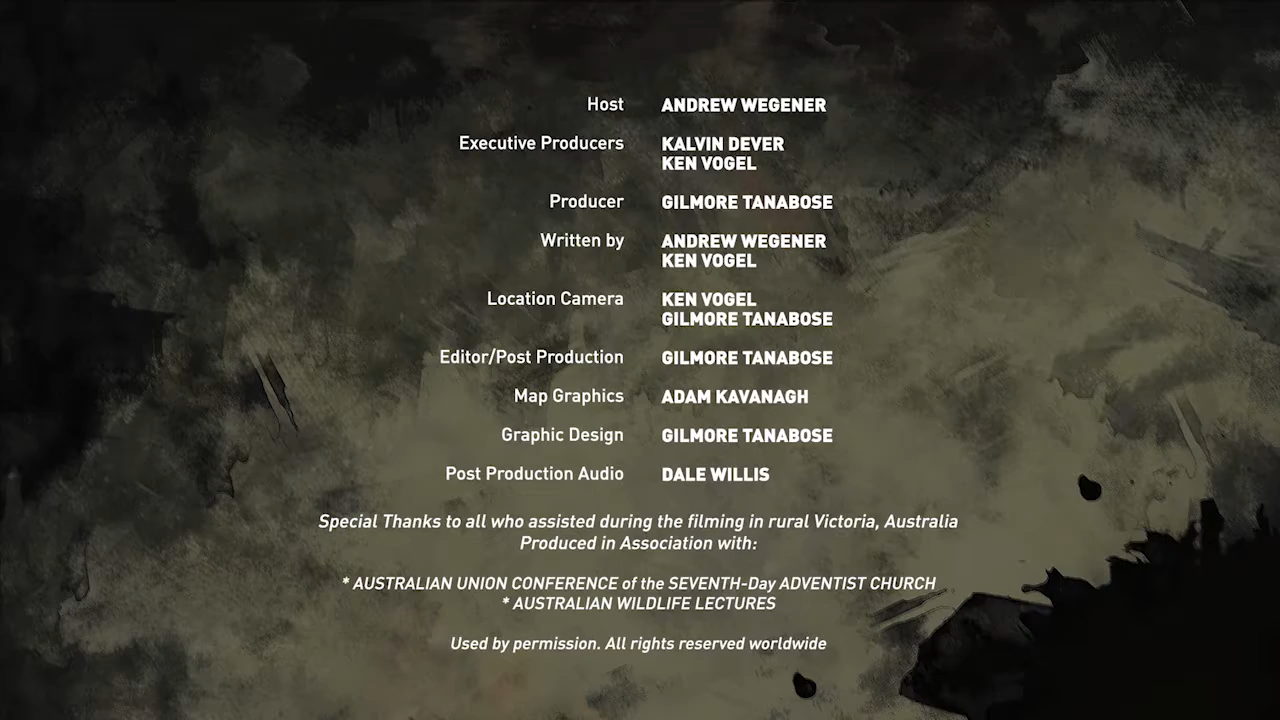 Host ANDREW WEGENER
Executive Producers KALVIN DEVER
KEN VOGEL
Producer GILMORE TANABOSE
Written by ANDREW WEGENER
KEN VOGEL
Location Camera KEN VOGEL
GILMORE TANABOSE
Editor/Post Production GILMORE TANABOSE
Map Graphics ADAM KAVANAGH
Graphic Design GILMORE TANABOSE
Post Production Audio DALE WILLIS
Special Thanks to all who assisted during the filming in rural Victoria, Australia
Produced in Association with:
* AUSTRALIAN UNION CONFERENCE of the SEVENTH-Day ADVENTIST CHURCH
* AUSTRALIAN WILDLIFE LECTURES
Used by permission. All rights reserved worldwide